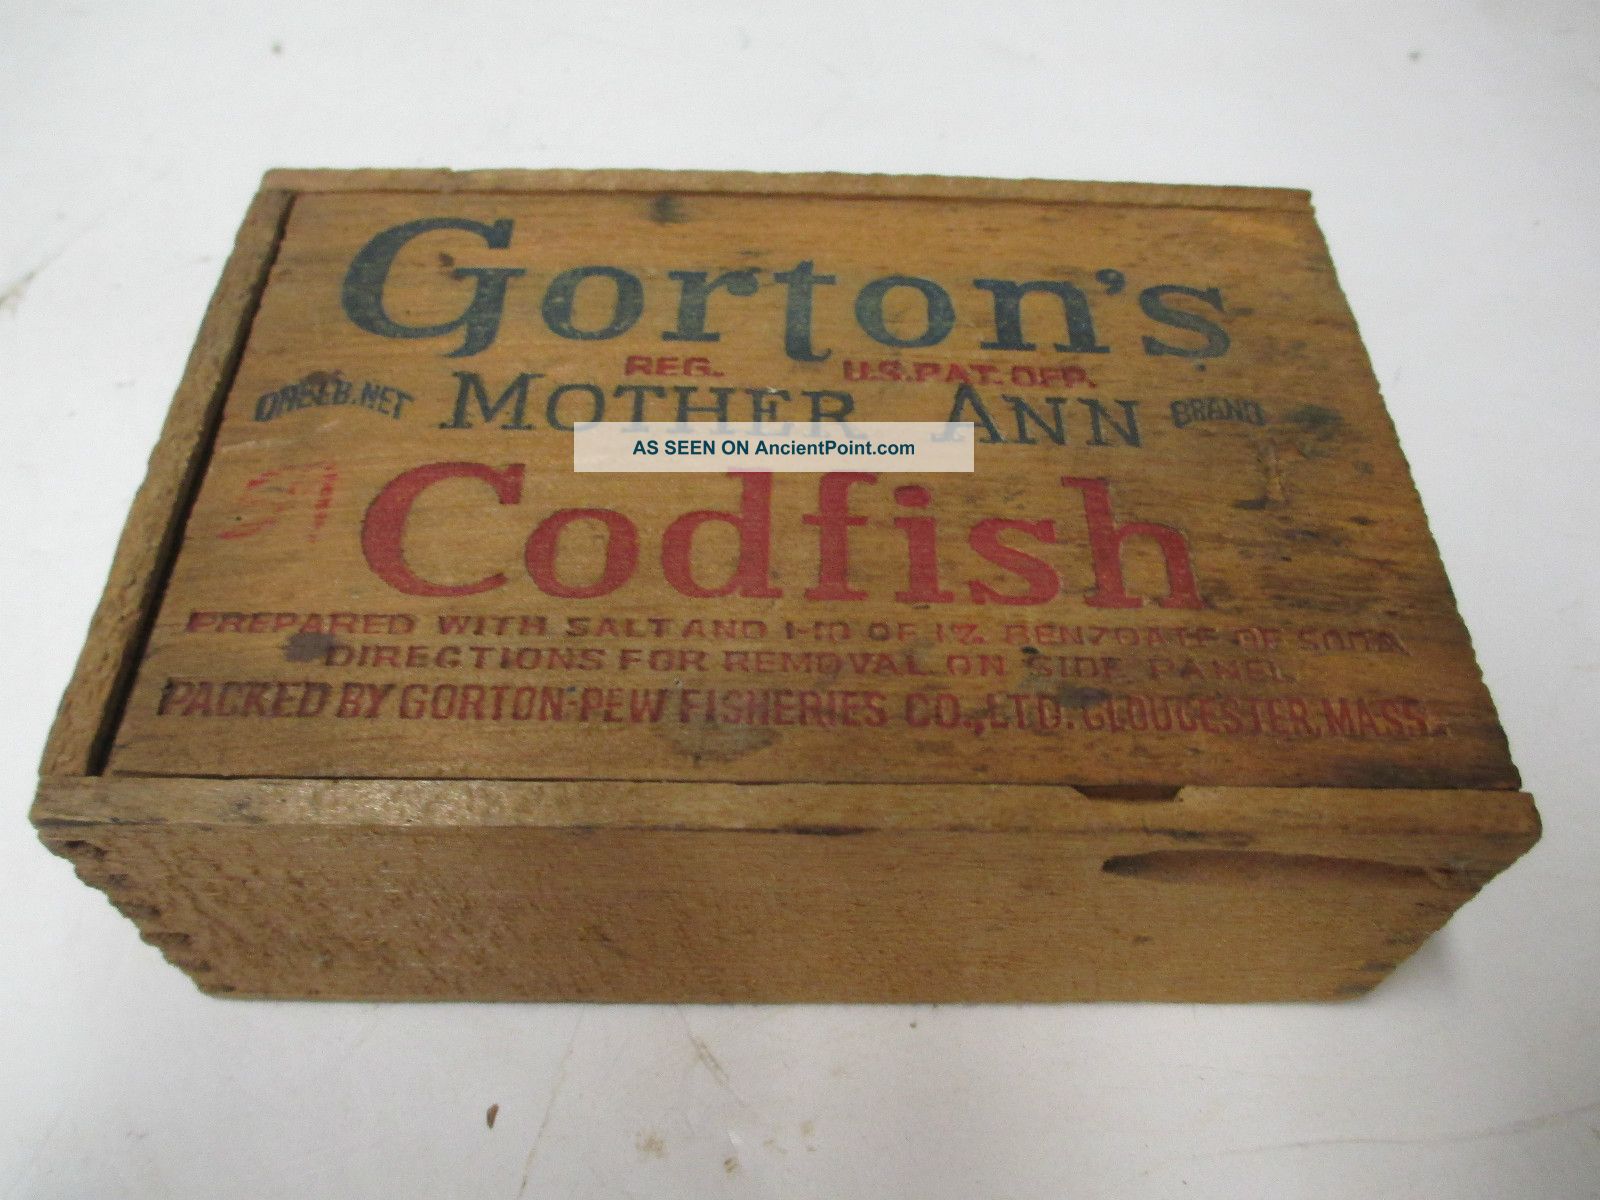 Gorton's
REG. U.S. PAT. OFF.
ONE LB. NET MOTHER ANN BRAND
AS SEEN ON AncientPoint.com
Codfish
PREPARED WITH SALT AND 1-10 OF 1% BENZOATE OF SODA
DIRECTIONS FOR REMOVAL ON SIDE PANEL
PACKED BY GORTON-PEW FISHERIES CO., LTD. GLOUCESTER, MASS.